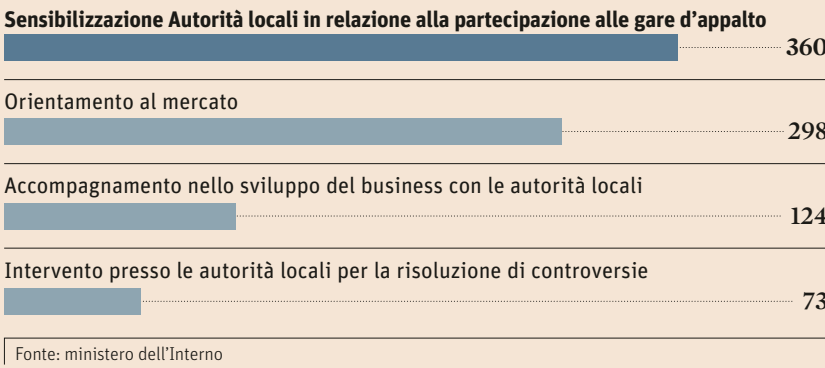 Sensibilizzazione Autorità locali in relazione alla partecipazione alle gare d'appalto
360
Orientamento al mercato
298
Accompagnamento nello sviluppo del business con le autorità locali
124
Intervento presso le autorità locali per la risoluzione di controversie
73
Fonte: ministero dell'Interno